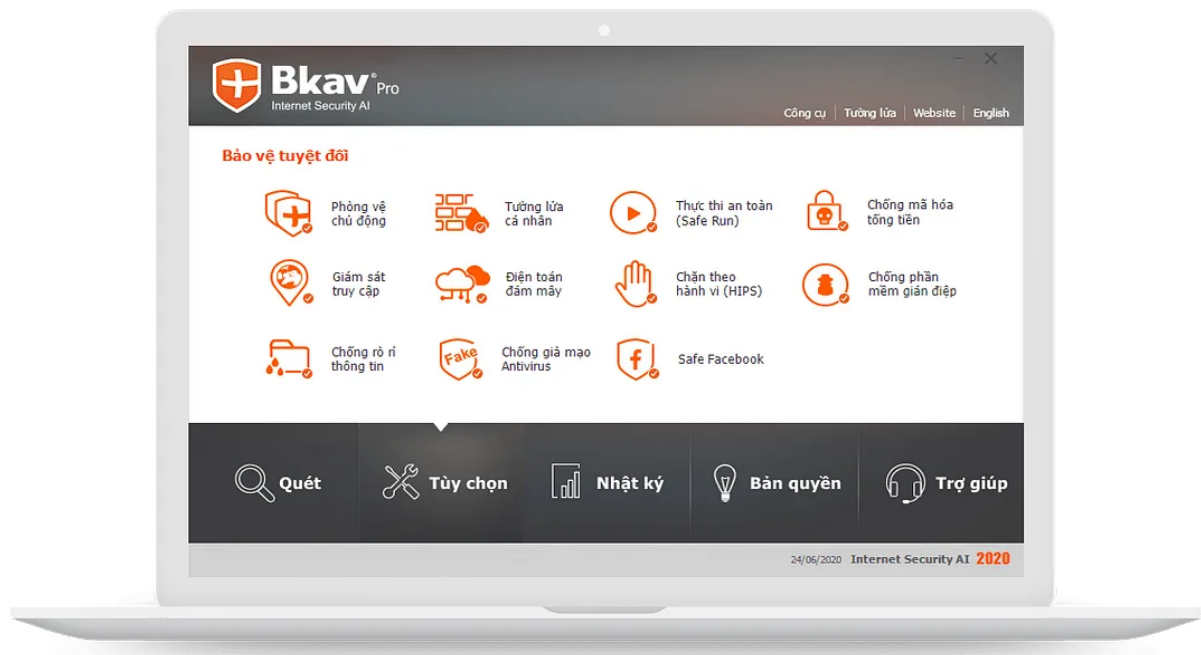 Bkav® Pro
Internet Security AI
Công cụ
Tường lửa
Website
English
Bảo vệ tuyệt đối
Phòng vệ
chủ động
Tường lửa
cá nhân
Thực thi an toàn
(Safe Run)
Chống mã hóa
tống tiền
Giám sát
truy cập
Điện toán
đám mây
Chặn theo
hành vi (HIPS)
Chống phần
mềm gián điệp
Chống rò rỉ
thông tin
Fake
Chống giả mạo
Antivirus
Safe Facebook
Quét
Tùy chọn
Nhật ký
Bản quyền
Trợ giúp
24/06/2020 Internet Security AI 2020